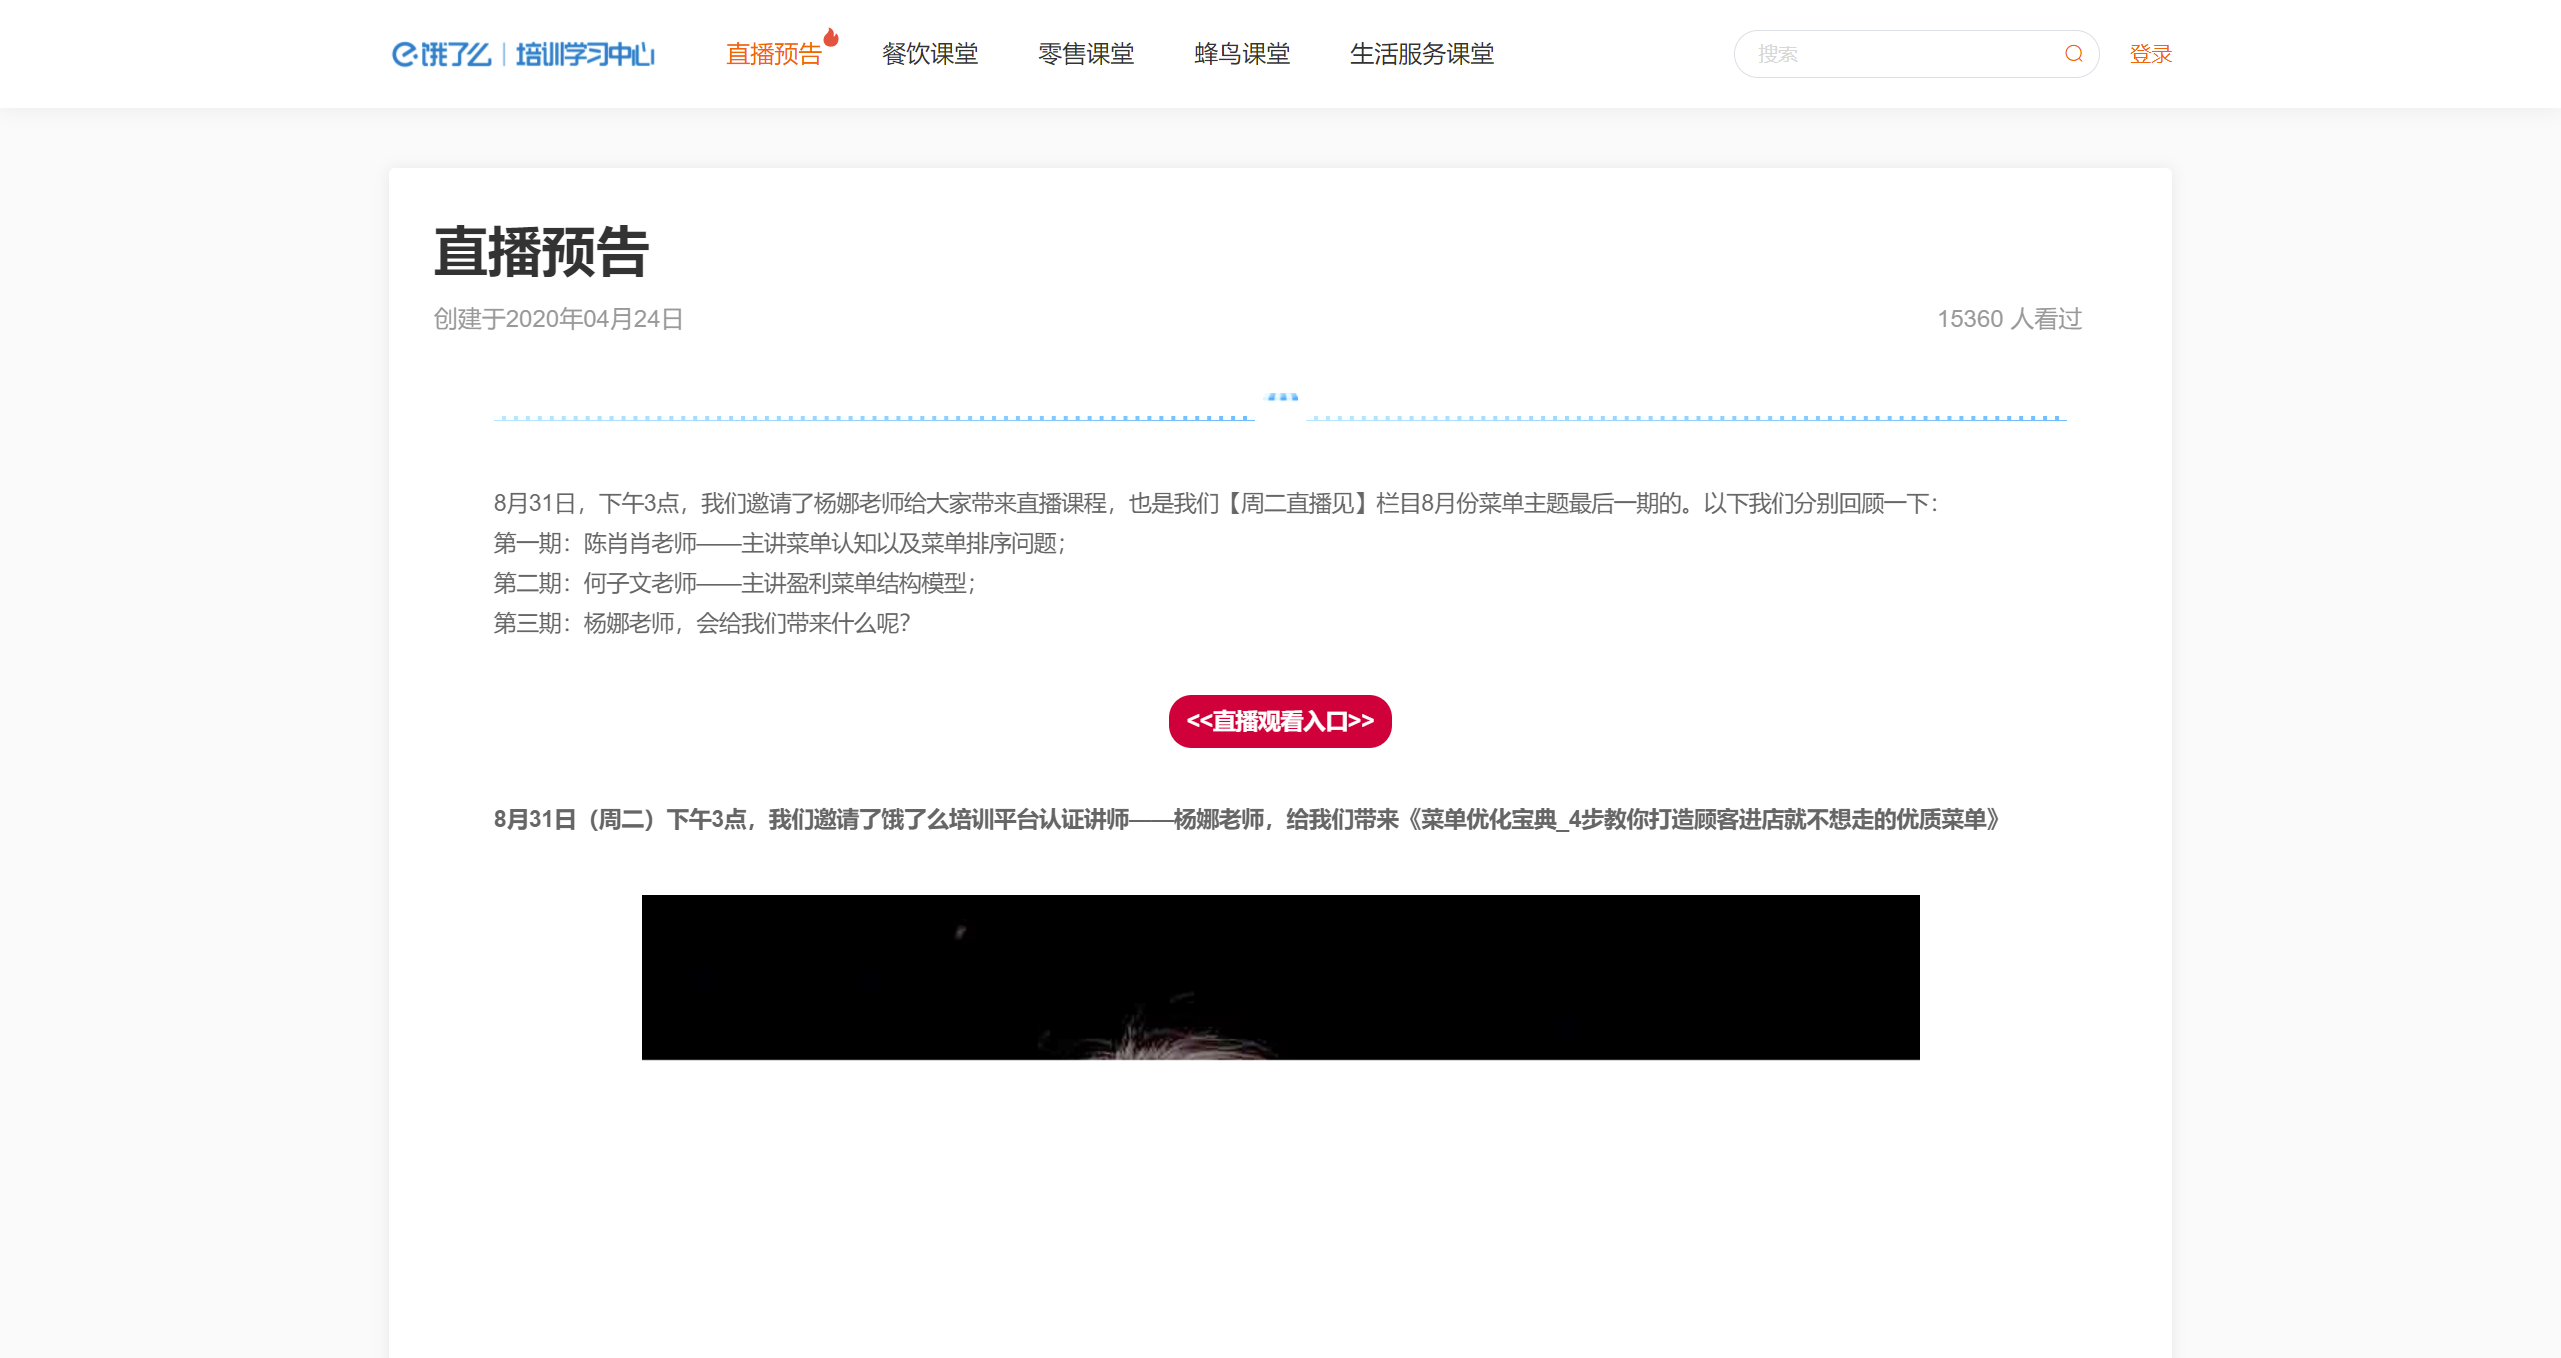 饿了么 | 培训学习中心
直播预告
餐饮课堂
零售课堂
蜂鸟课堂
生活服务课堂
搜索
登录
直播预告
创建于2020年04月24日
15360 人看过
8月31日，下午3点，我们邀请了杨娜老师给大家带来直播课程，也是我们【周二直播见】栏目8月份菜单主题最后一期的。以下我们分别回顾一下：
第一期：陈肖肖老师——主讲菜单认知以及菜单排序问题；
第二期：何子文老师——主讲盈利菜单结构模型；
第三期：杨娜老师，会给我们带来什么呢？
<<直播观看入口>>
8月31日（周二）下午3点，我们邀请了饿了么培训平台认证讲师——杨娜老师，给我们带来《菜单优化宝典_4步教你打造顾客进店就不想走的优质菜单》